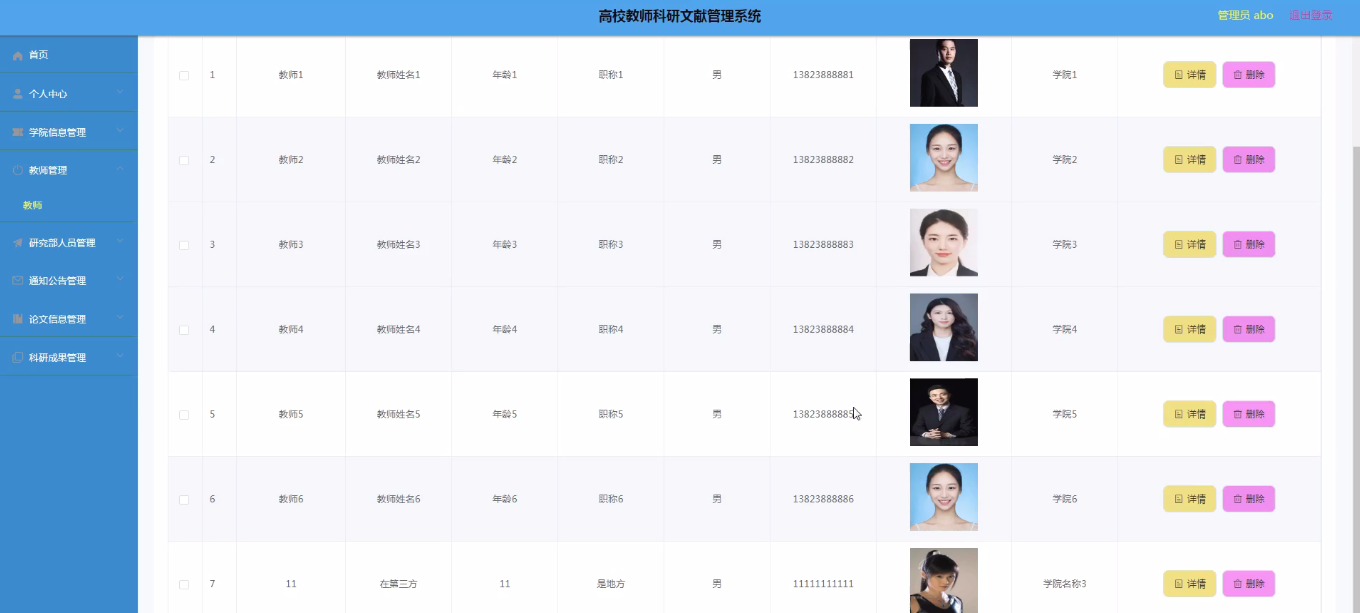 高校教师科研文献管理系统
管理员 abo 退出登录
首页
个人中心
学院信息管理
教师管理
教师
研究部人员管理
通知公告管理
论文信息管理
科研成果管理
1 教师1 教师姓名1 年龄1 职称1 男 13823888881 学院1 详情 删除
2 教师2 教师姓名2 年龄2 职称2 男 13823888882 学院2 详情 删除
3 教师3 教师姓名3 年龄3 职称3 男 13823888883 学院3 详情 删除
4 教师4 教师姓名4 年龄4 职称4 男 13823888884 学院4 详情 删除
5 教师5 教师姓名5 年龄5 职称5 男 13823888885 学院5 详情 删除
6 教师6 教师姓名6 年龄6 职称6 男 13823888886 学院6 详情 删除
7 11 在第三方 11 是地方 男 11111111111 学院名称3 详情 删除